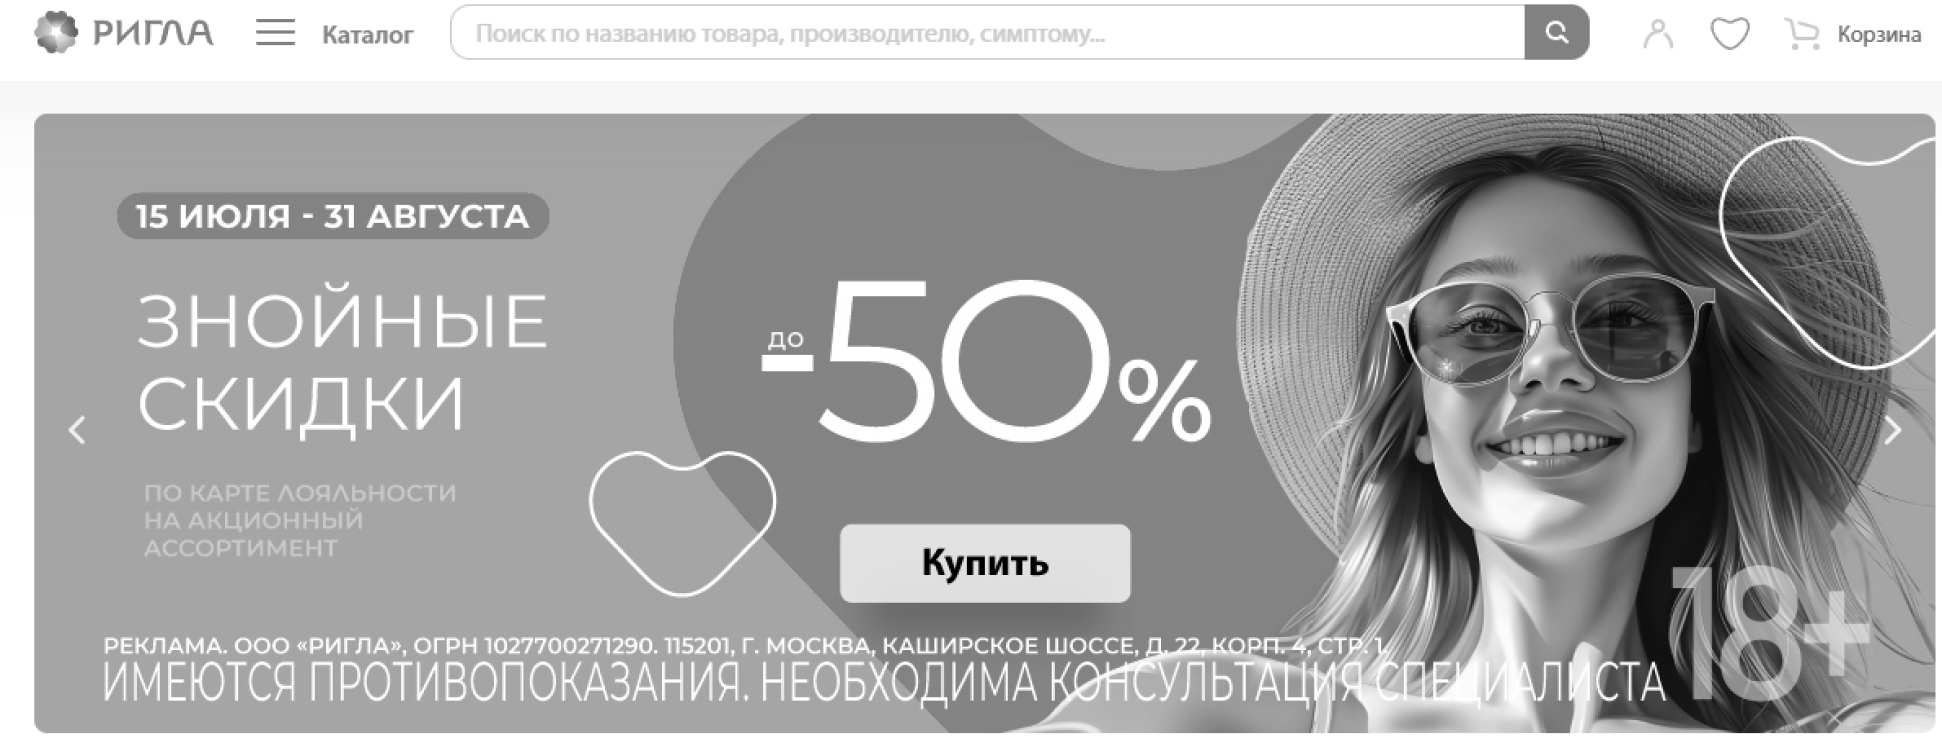 РИГЛА
Каталог
Поиск по названию товара, производителю, симптому...
Корзина
15 ИЮЛЯ - 31 АВГУСТА
ЗНОЙНЫЕ
СКИДКИ
ПО КАРТЕ ЛОЯЛЬНОСТИ
НА АКЦИОННЫЙ
АССОРТИМЕНТ
до
-50%
Купить
РЕКЛАМА. ООО «РИГЛА», ОГРН 1027700271290. 115201, Г. МОСКВА, КАШИРСКОЕ ШОССЕ, Д. 22, КОРП. 4, СТР. 1.
ИМЕЮТСЯ ПРОТИВОПОКАЗАНИЯ. НЕОБХОДИМА КОНСУЛЬТАЦИЯ СПЕЦИАЛИСТА
18+